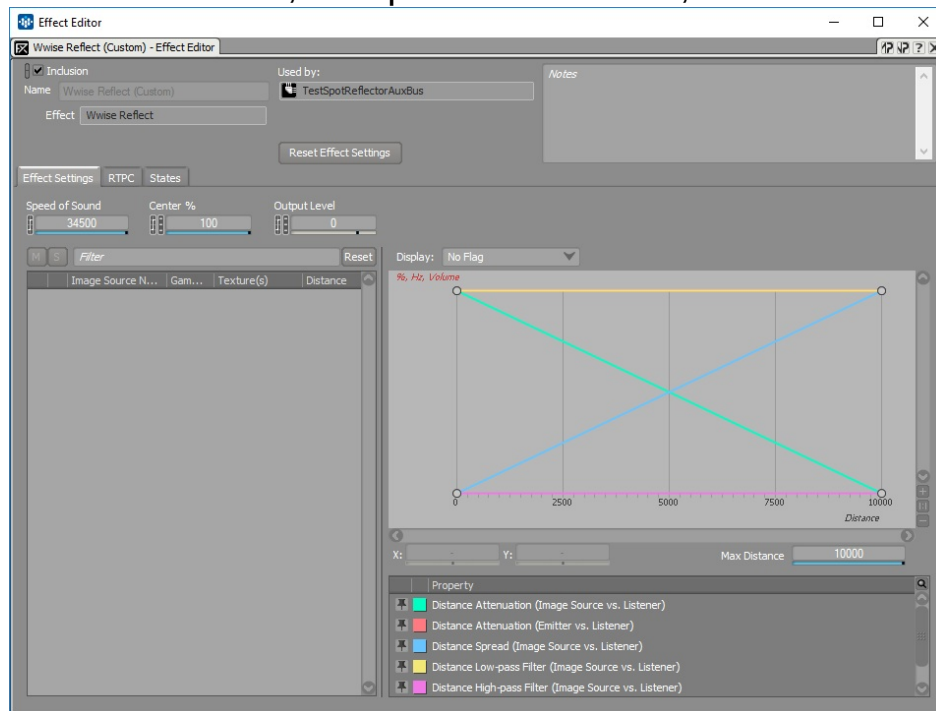 Effect Editor
Wwise Reflect (Custom) - Effect Editor
Inclusion
Used by:
Notes
Name
Wwise Reflect (Custom)
TestSpotReflectorAuxBus
Effect
Wwise Reflect
Reset Effect Settings
Effect Settings RTPC States
Speed of Sound Center % Output Level
34500 100 0
M S Filter Reset Display: No Flag
Image Source N... Gam... Texture(s) Distance
%, Hz, Volume
0 2500 5000 7500 10000
Distance
X: - Y: - Max Distance 10000
Property
Distance Attenuation (Image Source vs. Listener)
Distance Attenuation (Emitter vs. Listener)
Distance Spread (Image Source vs. Listener)
Distance Low-pass Filter (Image Source vs. Listener)
Distance High-pass Filter (Image Source vs. Listener)